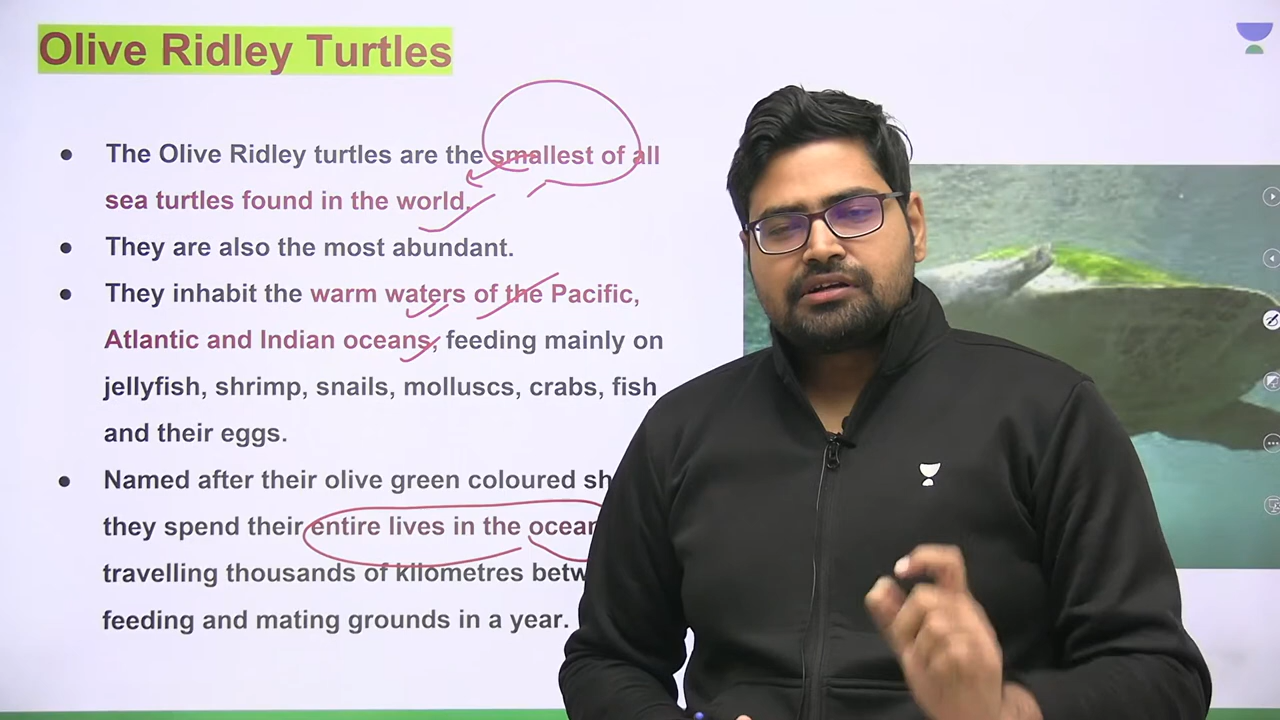 Olive Ridley Turtles
● The Olive Ridley turtles are the smallest of all
sea turtles found in the world.
● They are also the most abundant.
● They inhabit the warm waters of the Pacific,
Atlantic and Indian oceans, feeding mainly on
jellyfish, shrimp, snails, molluscs, crabs, fish
and their eggs.
● Named after their olive green coloured
they spend their entire lives in the
travelling thousands of kilometres
feeding and mating grounds in a year.